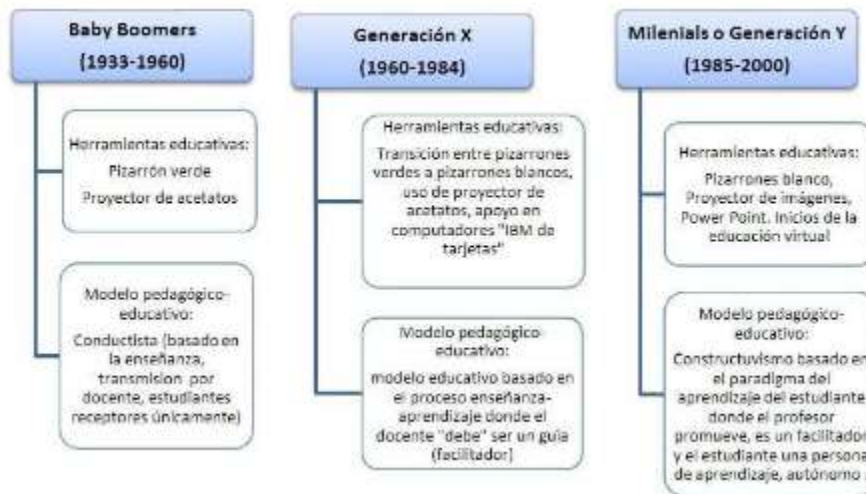 Baby Boomers
(1933-1960)
Herramientas educativas:
Pizarrón verde
Proyector de acetatos
Modelo pedagógico-
educativo:
Conductista (basado en
la enseñanza,
transmision por
docente, estudiantes
receptores únicamente)
Generación X
(1960-1984)
Herramientas educativas:
Transición entre pizarrones
verdes a pizarrones blancos,
uso de proyector de
acetatos, apoyo en
computadores "IBM de
tarjetas"
Modelo pedagógico-
educativo:
modelo educativo basado en
el proceso enseñanza-
aprendizaje donde el
docente "debe" ser un guía
(facilitador)
Milenials o Generación Y
(1985-2000)
Herramientas educativas:
Pizarrones blanco,
Proyector de imágenes,
Power Point. Inicios de la
educación virtual
Modelo pedagógico-
educativo:
Constructuvismo basado en
el paradigma del
aprendizaje del estudiante
donde el profesor
promueve, es un facilitador
y el estudiante una persona
de aprendizaje, autónomo